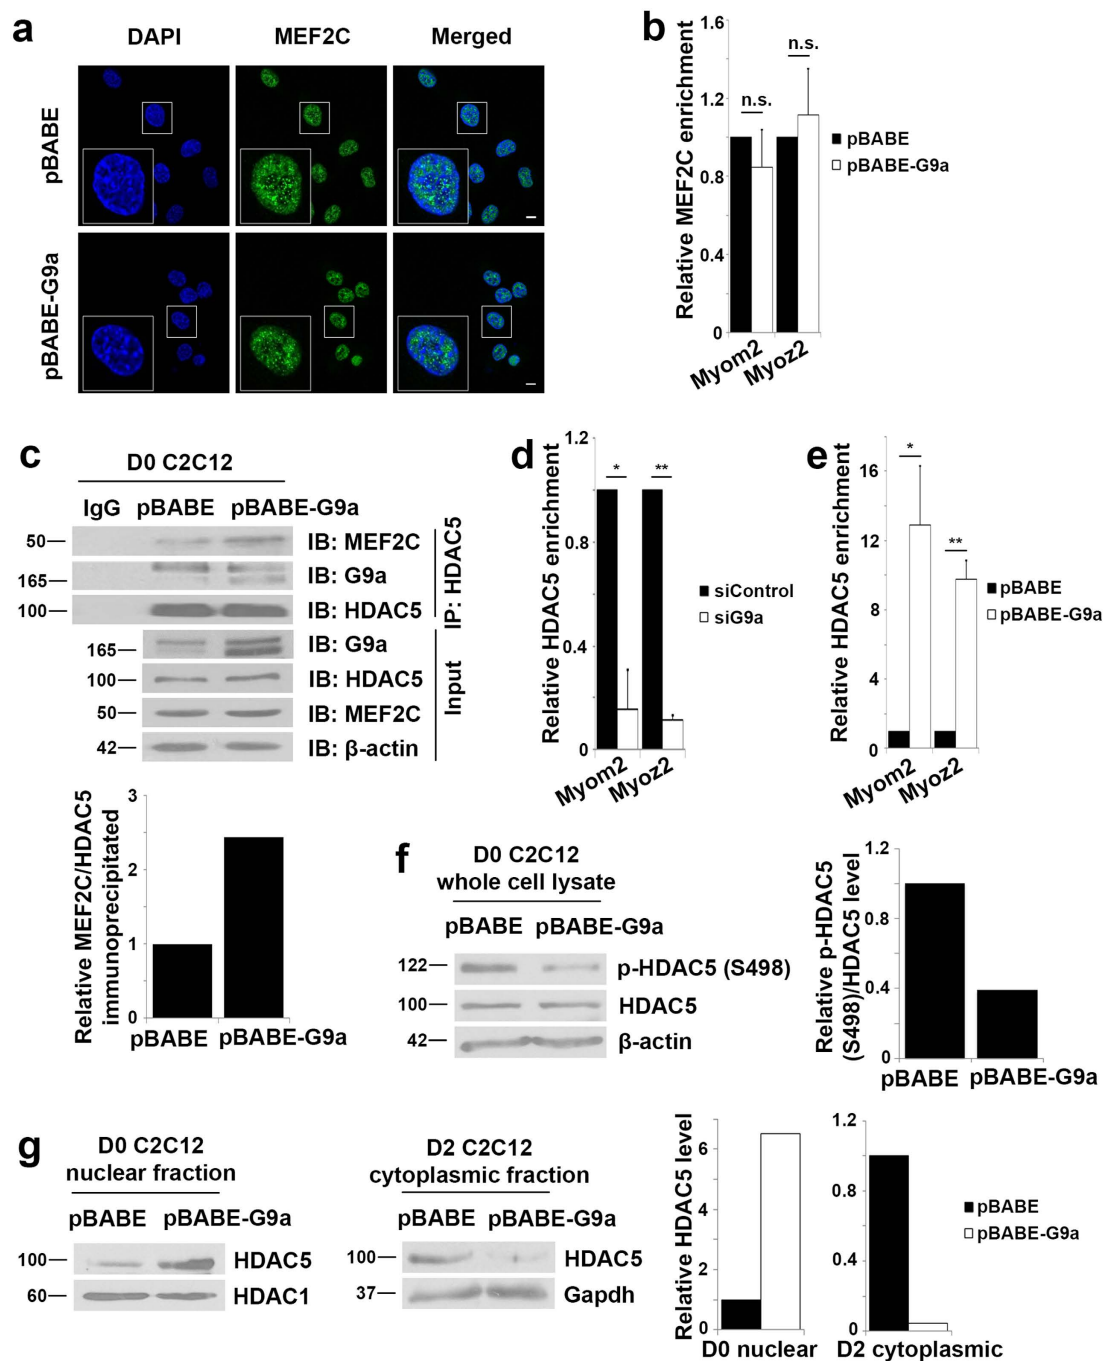 a
DAPI MEF2C Merged
pBABE
pBABE-G9a
b
Relative MEF2C enrichment
1.6
1.2
0.8
0.4
0
n.s.
n.s.
Myom2
Myoz2
pBABE
pBABE-G9a
c
D0 C2C12
IgG pBABE pBABE-G9a
50 IB: MEF2C
165 IB: G9a
100 IB: HDAC5
IP: HDAC5
165 IB: G9a
100 IB: HDAC5
50 IB: MEF2C
42 IB: β-actin
Input
Relative MEF2C/HDAC5
immunoprecipitated
3
2
1
0
pBABE pBABE-G9a
d
Relative HDAC5 enrichment
1.2
0.8
0.4
0
*
**
Myom2
Myoz2
siControl
siG9a
e
Relative HDAC5 enrichment
16
12
8
4
0
*
**
Myom2
Myoz2
pBABE
pBABE-G9a
f
D0 C2C12
whole cell lysate
pBABE pBABE-G9a
122 p-HDAC5 (S498)
100 HDAC5
42 β-actin
Relative p-HDAC5
(S498)/HDAC5 level
1.2
0.8
0.4
0
pBABE pBABE-G9a
g
D0 C2C12
nuclear fraction
pBABE pBABE-G9a
100 HDAC5
60 HDAC1
D2 C2C12
cytoplasmic fraction
pBABE pBABE-G9a
100 HDAC5
37 Gapdh
Relative HDAC5 level
6
4
2
0
D0 nuclear
1.2
0.8
0.4
0
D2 cytoplasmic
pBABE
pBABE-G9a